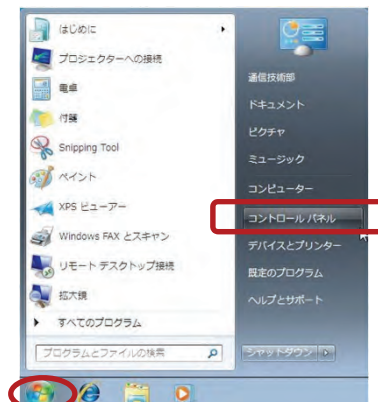 はじめに
プロジェクターへの接続
電卓
付箋
Snipping Tool
ペイント
XPS ビューアー
Windows FAX とスキャン
リモート デスクトップ接続
拡大鏡
すべてのプログラム
プログラムとファイルの検索
通信技術部
ドキュメント
ピクチャ
ミュージック
コンピューター
コントロール パネル
デバイスとプリンター
既定のプログラム
ヘルプとサポート
シャットダウン